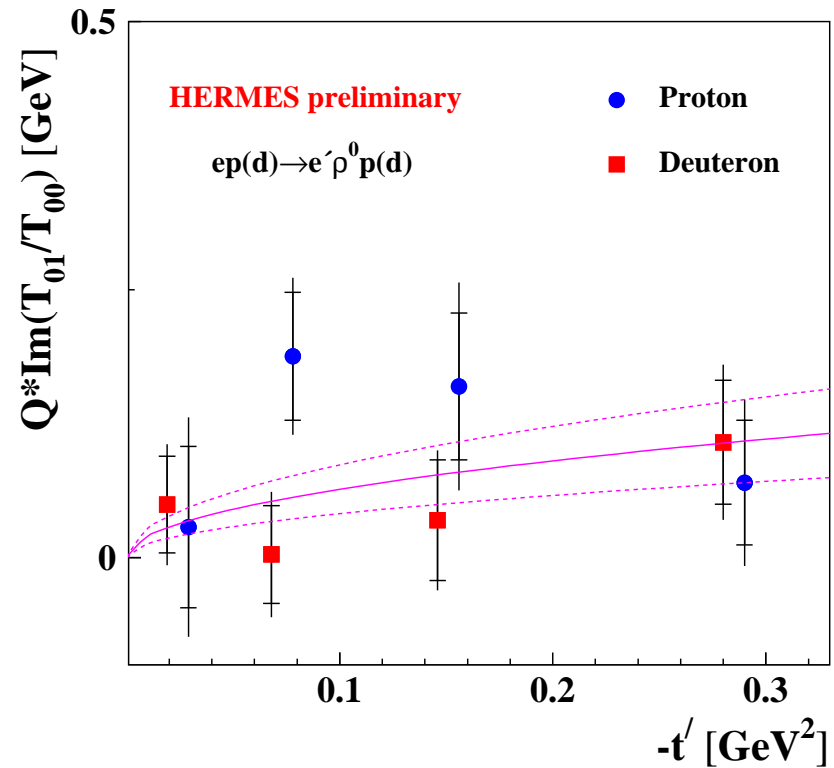 0.5
HERMES preliminary
Proton
ep(d)→e´ρ⁰p(d)
Deuteron
Q*Im(T₀₁/T₀₀) [GeV]
0
0.1 0.2 0.3
-t′ [GeV²]